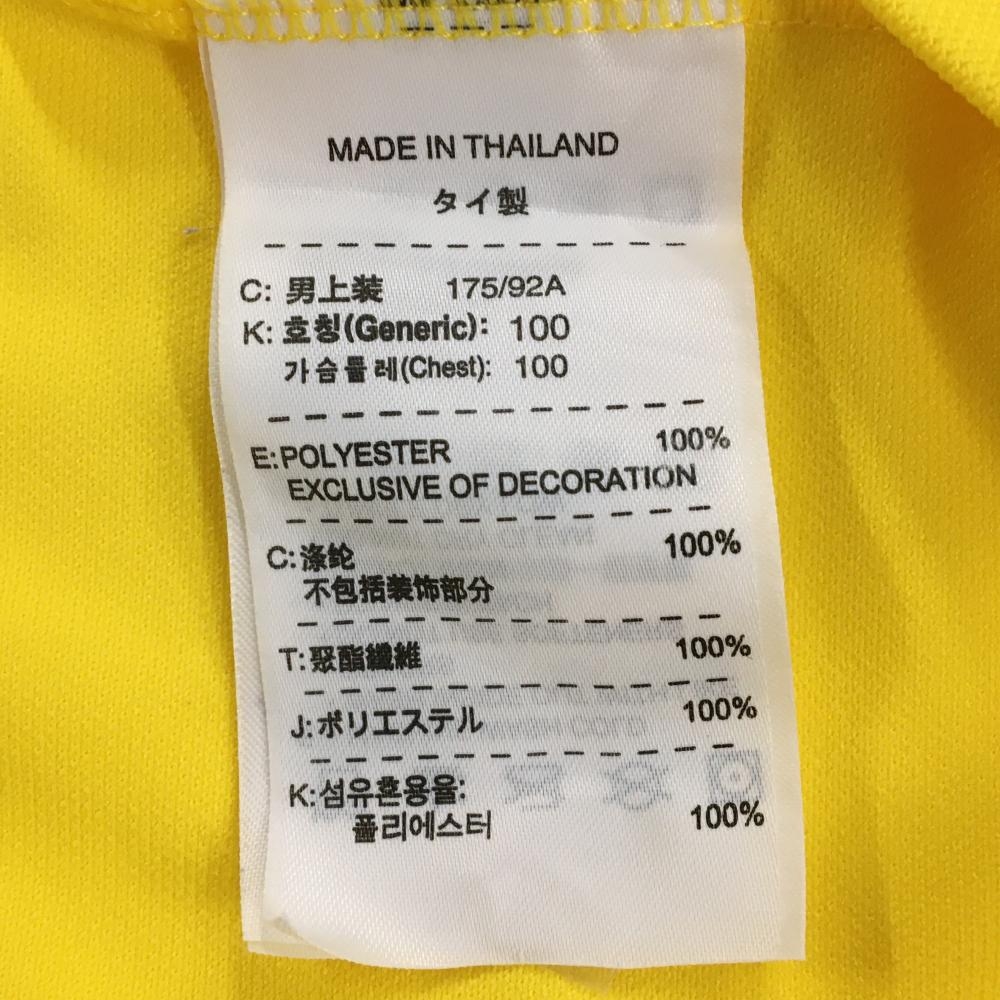 MADE IN THAILAND
タイ製
C: 男上装 175/92A
K: 호칭(Generic): 100
가슴둘레(Chest): 100
E: POLYESTER 100%
EXCLUSIVE OF DECORATION
C: 涤纶 100%
不包括装饰部分
T: 聚酯纖維 100%
J: ポリエステル 100%
K: 섬유혼용율:
폴리에스터 100%